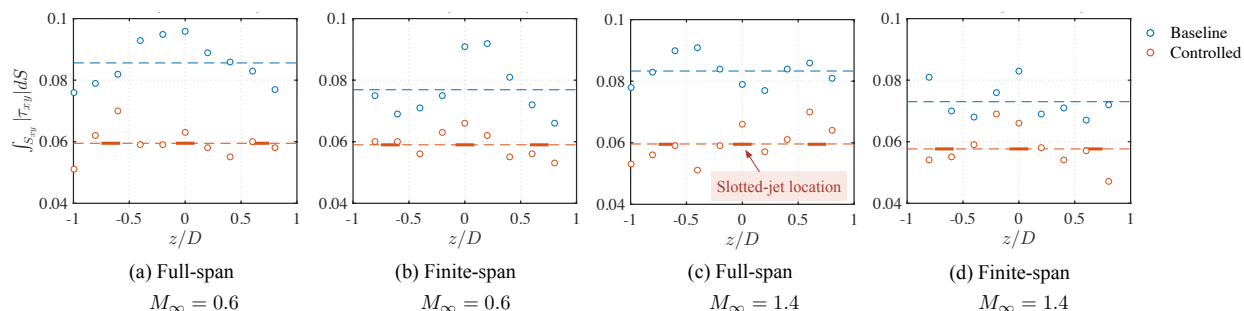 0.1
0.08
0.06
0.04
∫_{S_{xy}} |τ_{xy}| dS
-1 -0.5 0 0.5 1
z/D
(a) Full-span
M_∞ = 0.6
0.1
0.08
0.06
0.04
-1 -0.5 0 0.5 1
z/D
(b) Finite-span
M_∞ = 0.6
0.1
0.08
0.06
0.04
Slotted-jet location
-1 -0.5 0 0.5 1
z/D
(c) Full-span
M_∞ = 1.4
0.1
0.08
0.06
0.04
-1 -0.5 0 0.5 1
z/D
(d) Finite-span
M_∞ = 1.4
Baseline
Controlled